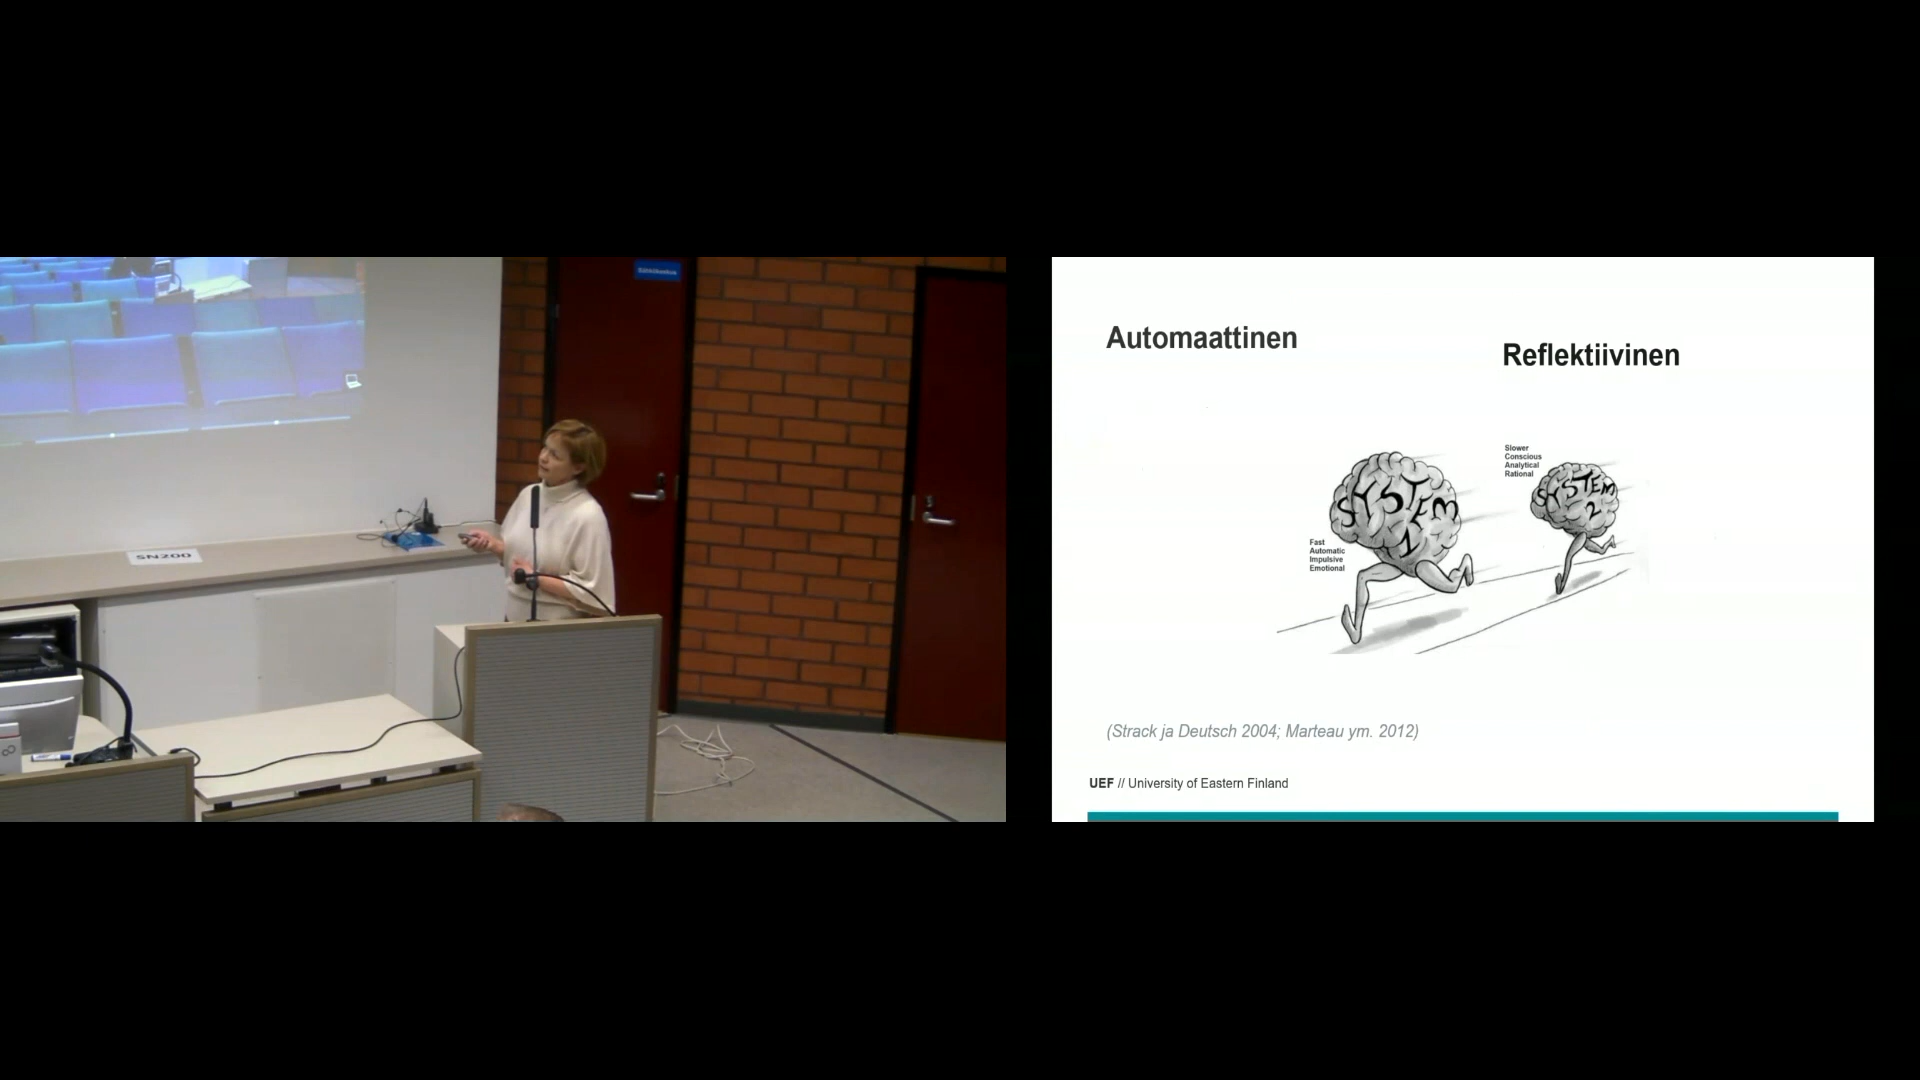 SN200
Automaattinen
Reflektiivinen
Slower
Conscious
Analytical
Rational
SYSTEM
2
SYSTEM
1
Fast
Automatic
Impulsive
Emotional
(Strack ja Deutsch 2004; Marteau ym. 2012)
UEF // University of Eastern Finland